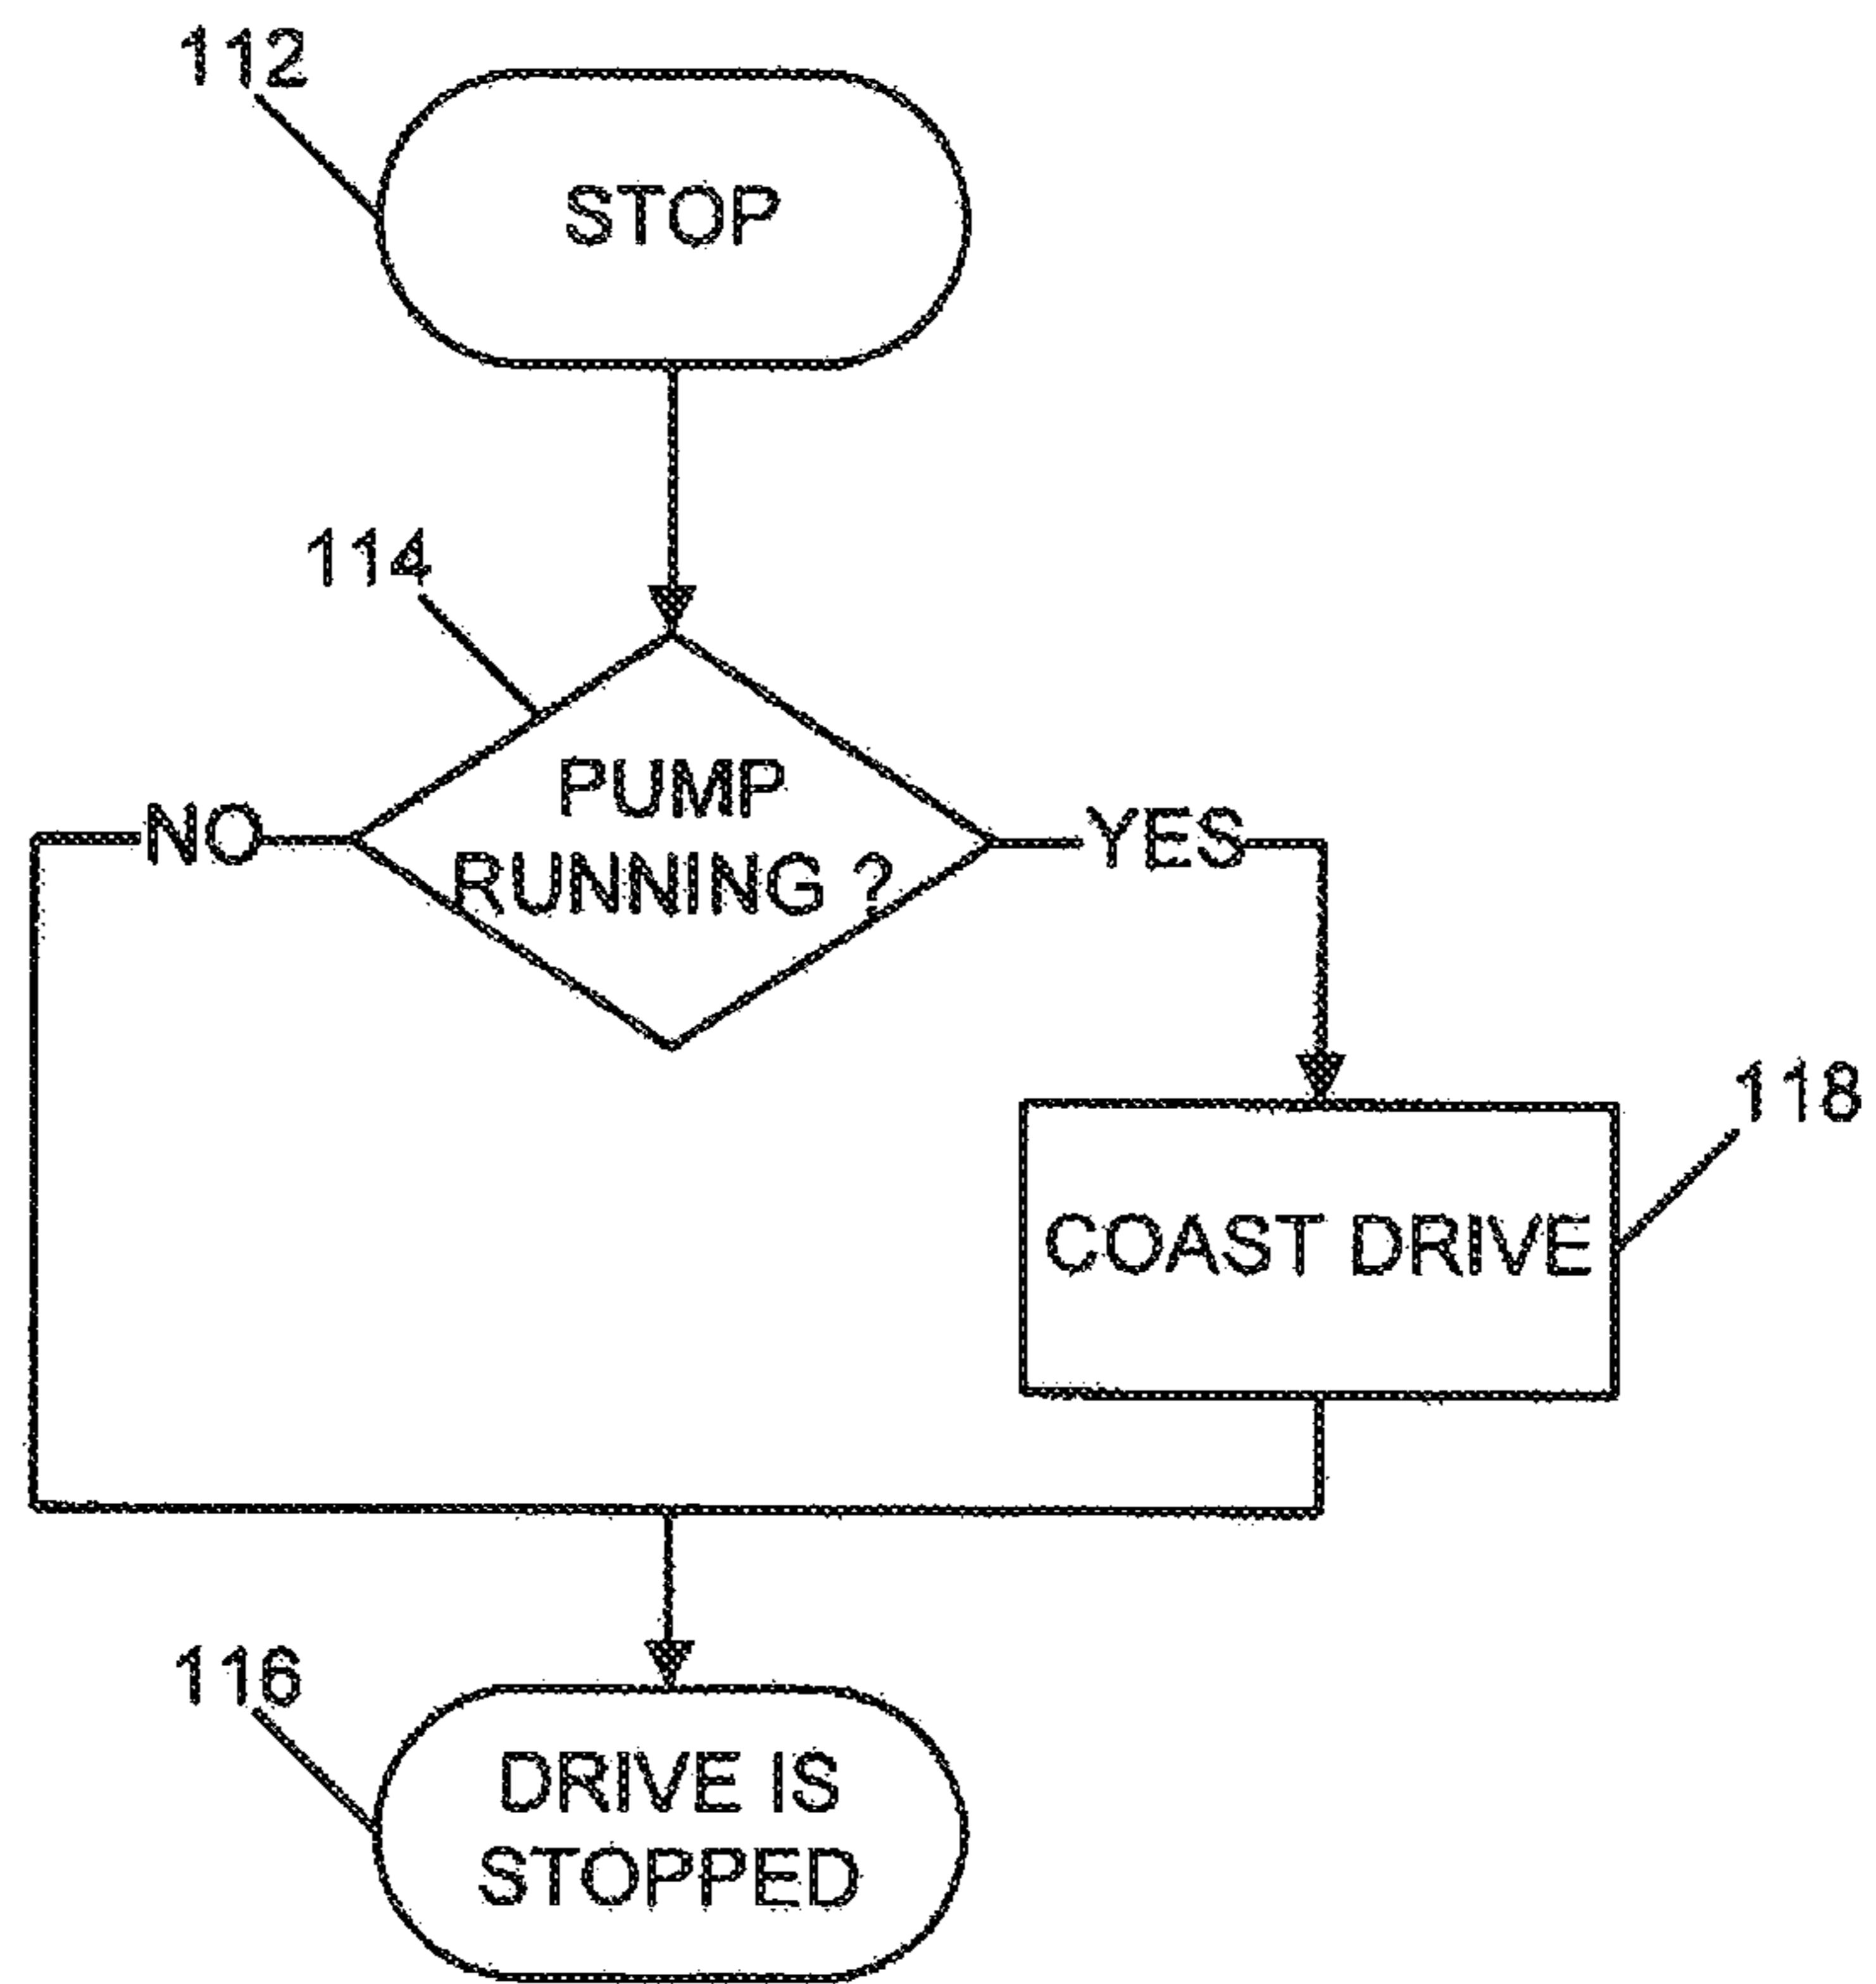 112
STOP
114
PUMP
RUNNING ?
NO
YES
118
COAST DRIVE
116
DRIVE IS
STOPPED